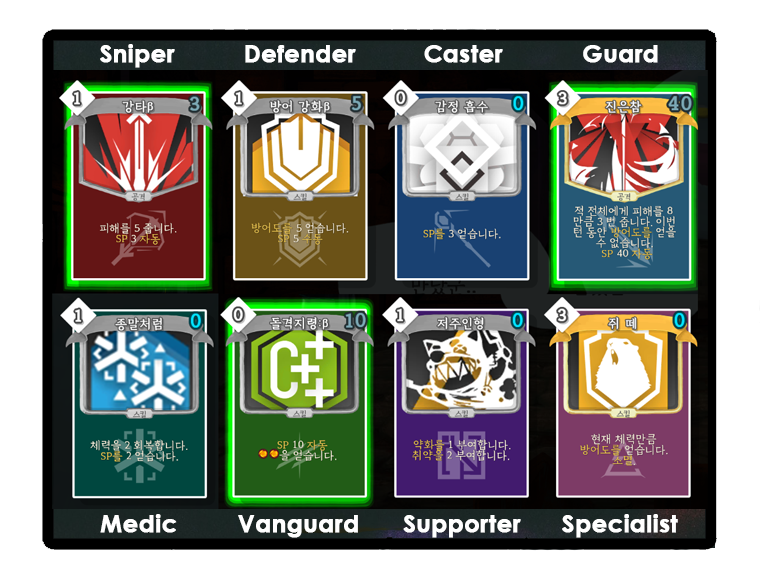 Sniper Defender Caster Guard
1 강타β 3
공격
피해를 5 줍니다.
SP 3 자동
1 방어 강화β 5
스킬
방어도를 5 얻습니다.
SP 5 수동
0 감정 흡수 0
스킬
SP를 3 얻습니다.
3 진은참 40
공격
적 전체에게 피해를 8
만큼 3 번 줍니다. 이번
턴 동안 방어도를 얻을
수 없습니다.
SP 40 자동
1 종말처럼 0
스킬
체력을 2 회복합니다.
SP를 2 얻습니다.
0 돌격지령·β 10
스킬
SP 10 자동
을 얻습니다.
1 저주인형 0
스킬
약화를 1 부여합니다.
취약을 2 부여합니다.
3 쥐 떼 0
스킬
현재 체력만큼
방어도를 얻습니다.
소멸.
Medic Vanguard Supporter Specialist